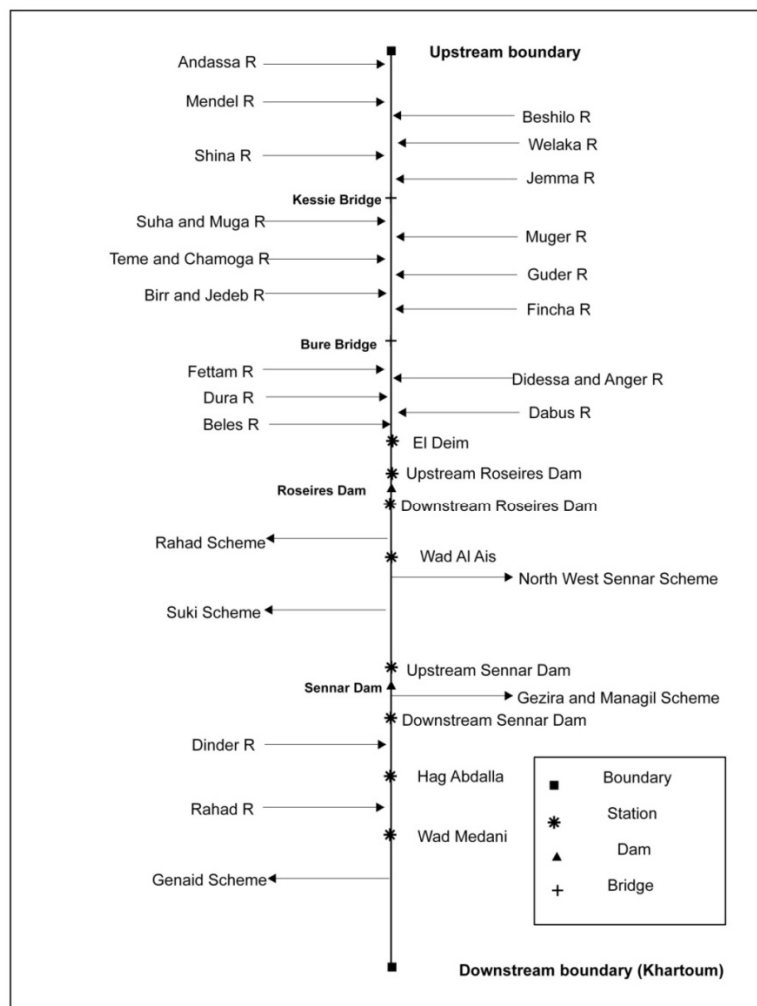 Upstream boundary
Andassa R
Mendel R
Beshilo R
Welaka R
Shina R
Jemma R
Kessie Bridge
Suha and Muga R
Muger R
Teme and Chamoga R
Guder R
Birr and Jedeb R
Fincha R
Bure Bridge
Fettam R
Didessa and Anger R
Dura R
Dabus R
Beles R
El Deim
Upstream Roseires Dam
Roseires Dam
Downstream Roseires Dam
Rahad Scheme
Wad Al Ais
North West Sennar Scheme
Suki Scheme
Upstream Sennar Dam
Sennar Dam
Gezira and Managil Scheme
Downstream Sennar Dam
Dinder R
Hag Abdalla
Rahad R
Wad Medani
Genaid Scheme
Boundary
Station
Dam
Bridge
Downstream boundary (Khartoum)